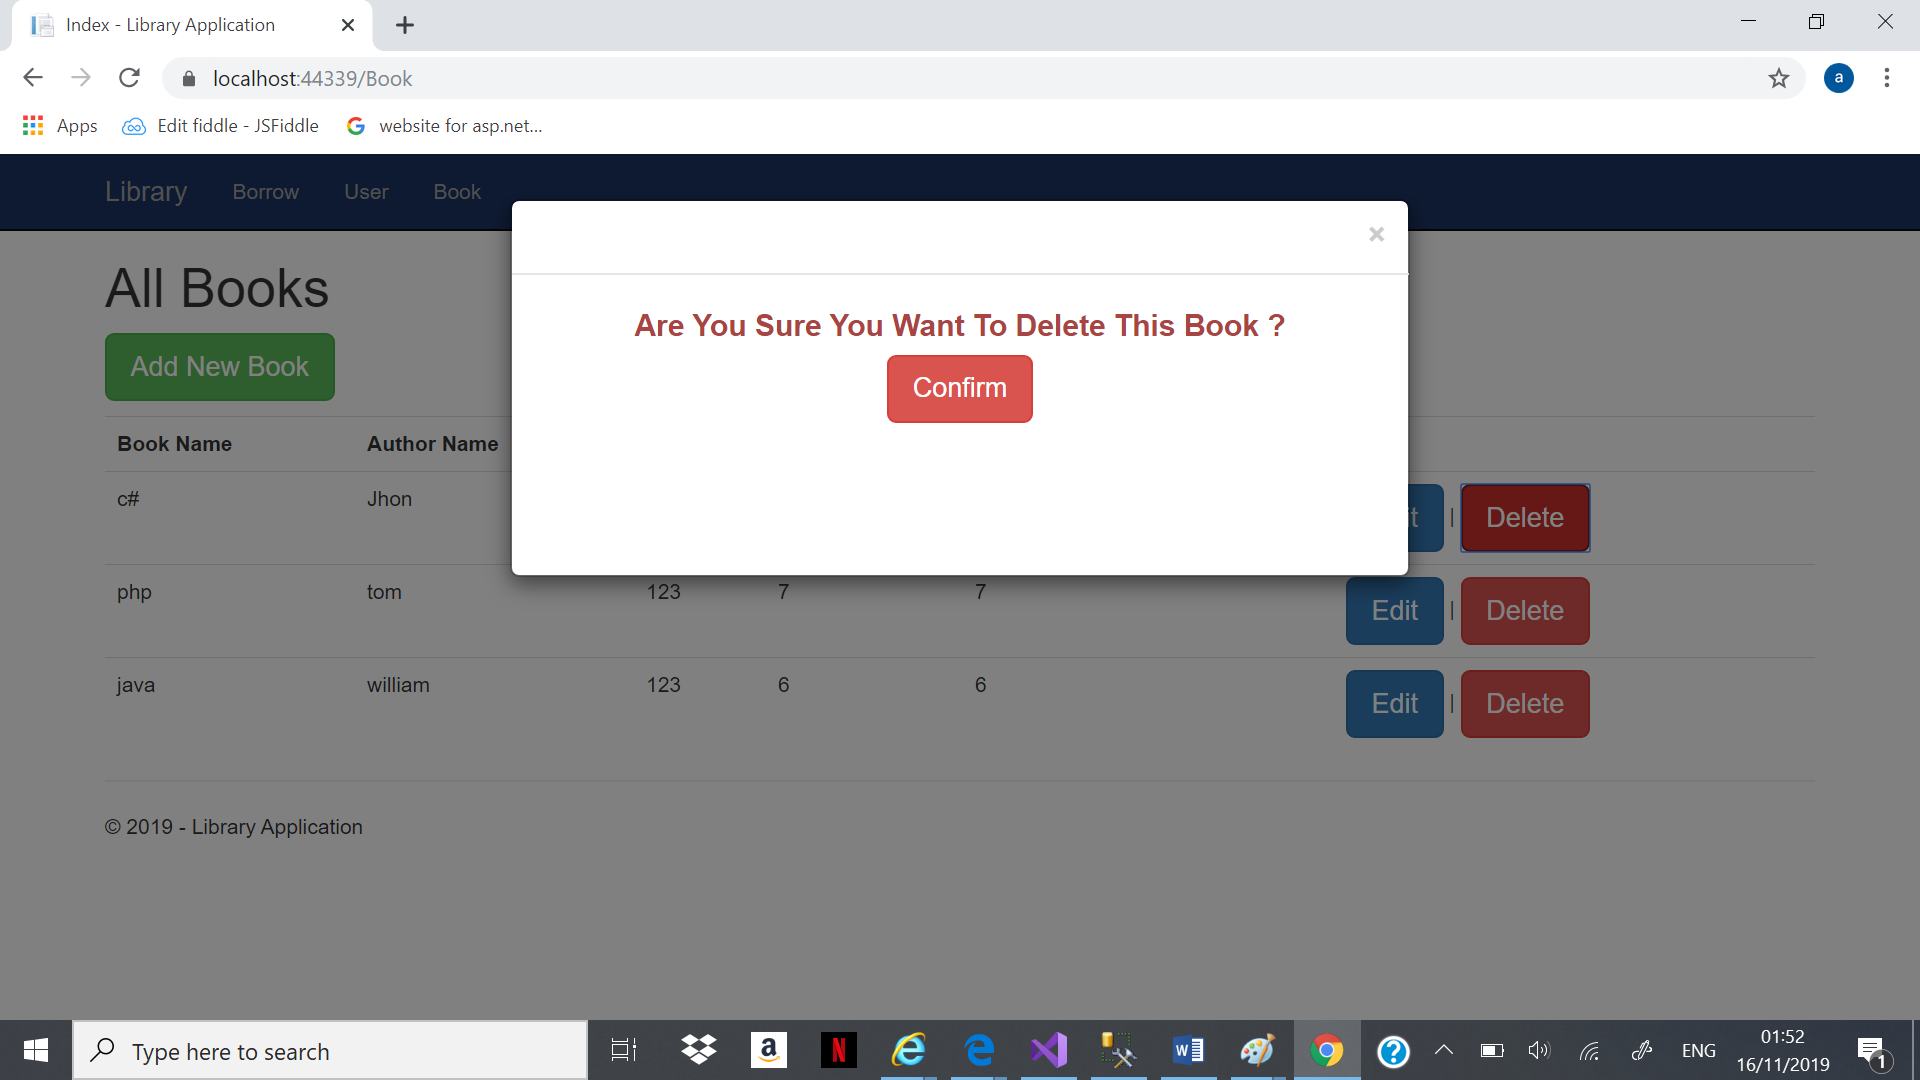 Index - Library Application
localhost:44339/Book
a
Apps Edit fiddle - JSFiddle website for asp.net...
Library Borrow User Book
×
All Books
Are You Sure You Want To Delete This Book ?
Add New Book
Confirm
Book Name Author Name
c# Jhon it | Delete
php tom 123 7 7 Edit | Delete
java william 123 6 6 Edit | Delete
© 2019 - Library Application
Type here to search
a
N
W
?
ENG
01:52
16/11/2019
1